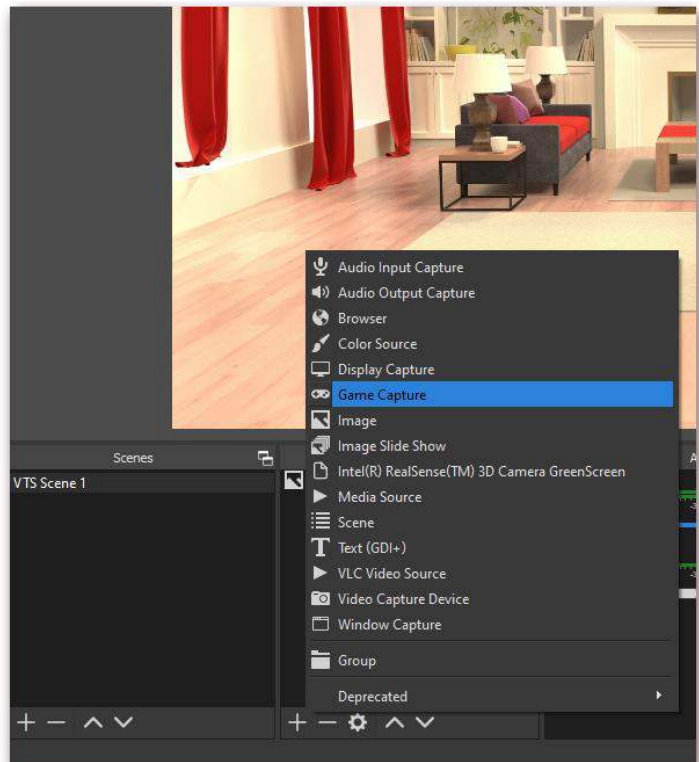 Audio Input Capture
Audio Output Capture
Browser
Color Source
Display Capture
Game Capture
Image
Image Slide Show
Intel(R) RealSense(TM) 3D Camera GreenScreen
Media Source
Scene
Text (GDI+)
VLC Video Source
Video Capture Device
Window Capture
Group
Deprecated
Scenes
VTS Scene 1